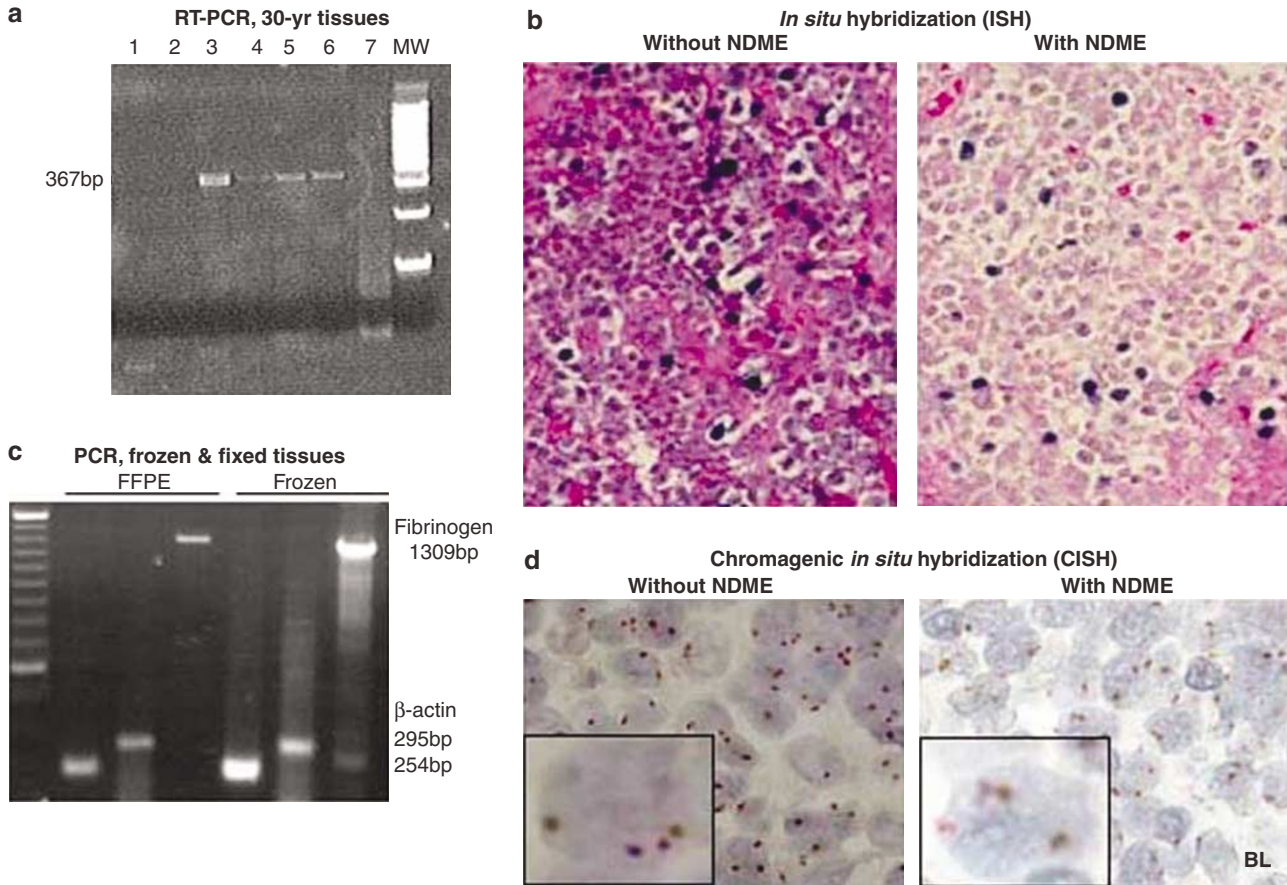 a
RT-PCR, 30-yr tissues
1 2 3 4 5 6 7 MW
367bp
b
In situ hybridization (ISH)
Without NDME With NDME
c
PCR, frozen & fixed tissues
FFPE Frozen
Fibrinogen
1309bp
β-actin
295bp
254bp
d
Chromagenic in situ hybridization (CISH)
Without NDME With NDME
BL